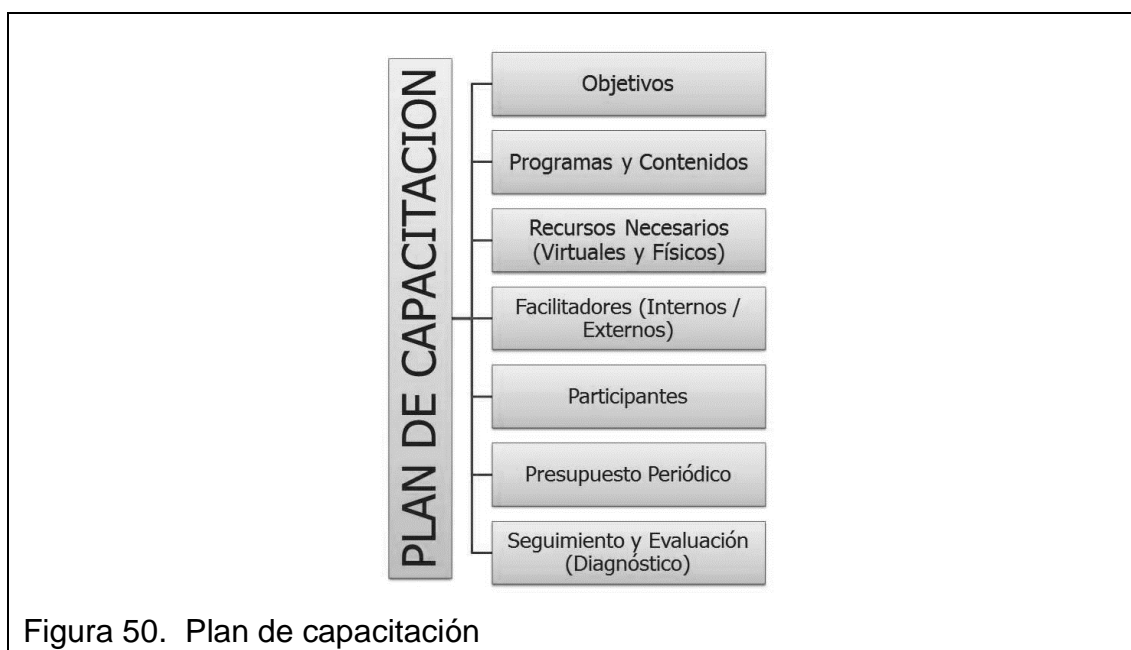 PLAN DE CAPACITACION
Objetivos
Programas y Contenidos
Recursos Necesarios
(Virtuales y Físicos)
Facilitadores (Internos /
Externos)
Participantes
Presupuesto Periódico
Seguimiento y Evaluación
(Diagnóstico)
Figura 50. Plan de capacitación